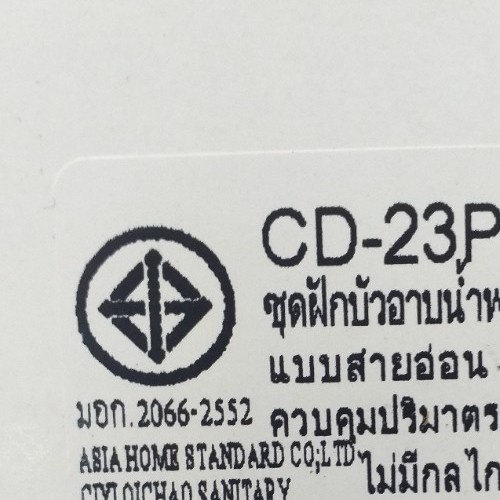 CD-23P
ชุดฝักบัวอาบน้ำพ
แบบสายอ่อน
มอก.2066-2552
ควบคุมปริมาตร
ASIA HOME STANDARD CO;LTD
ไม่มีกลไก
SANITARY